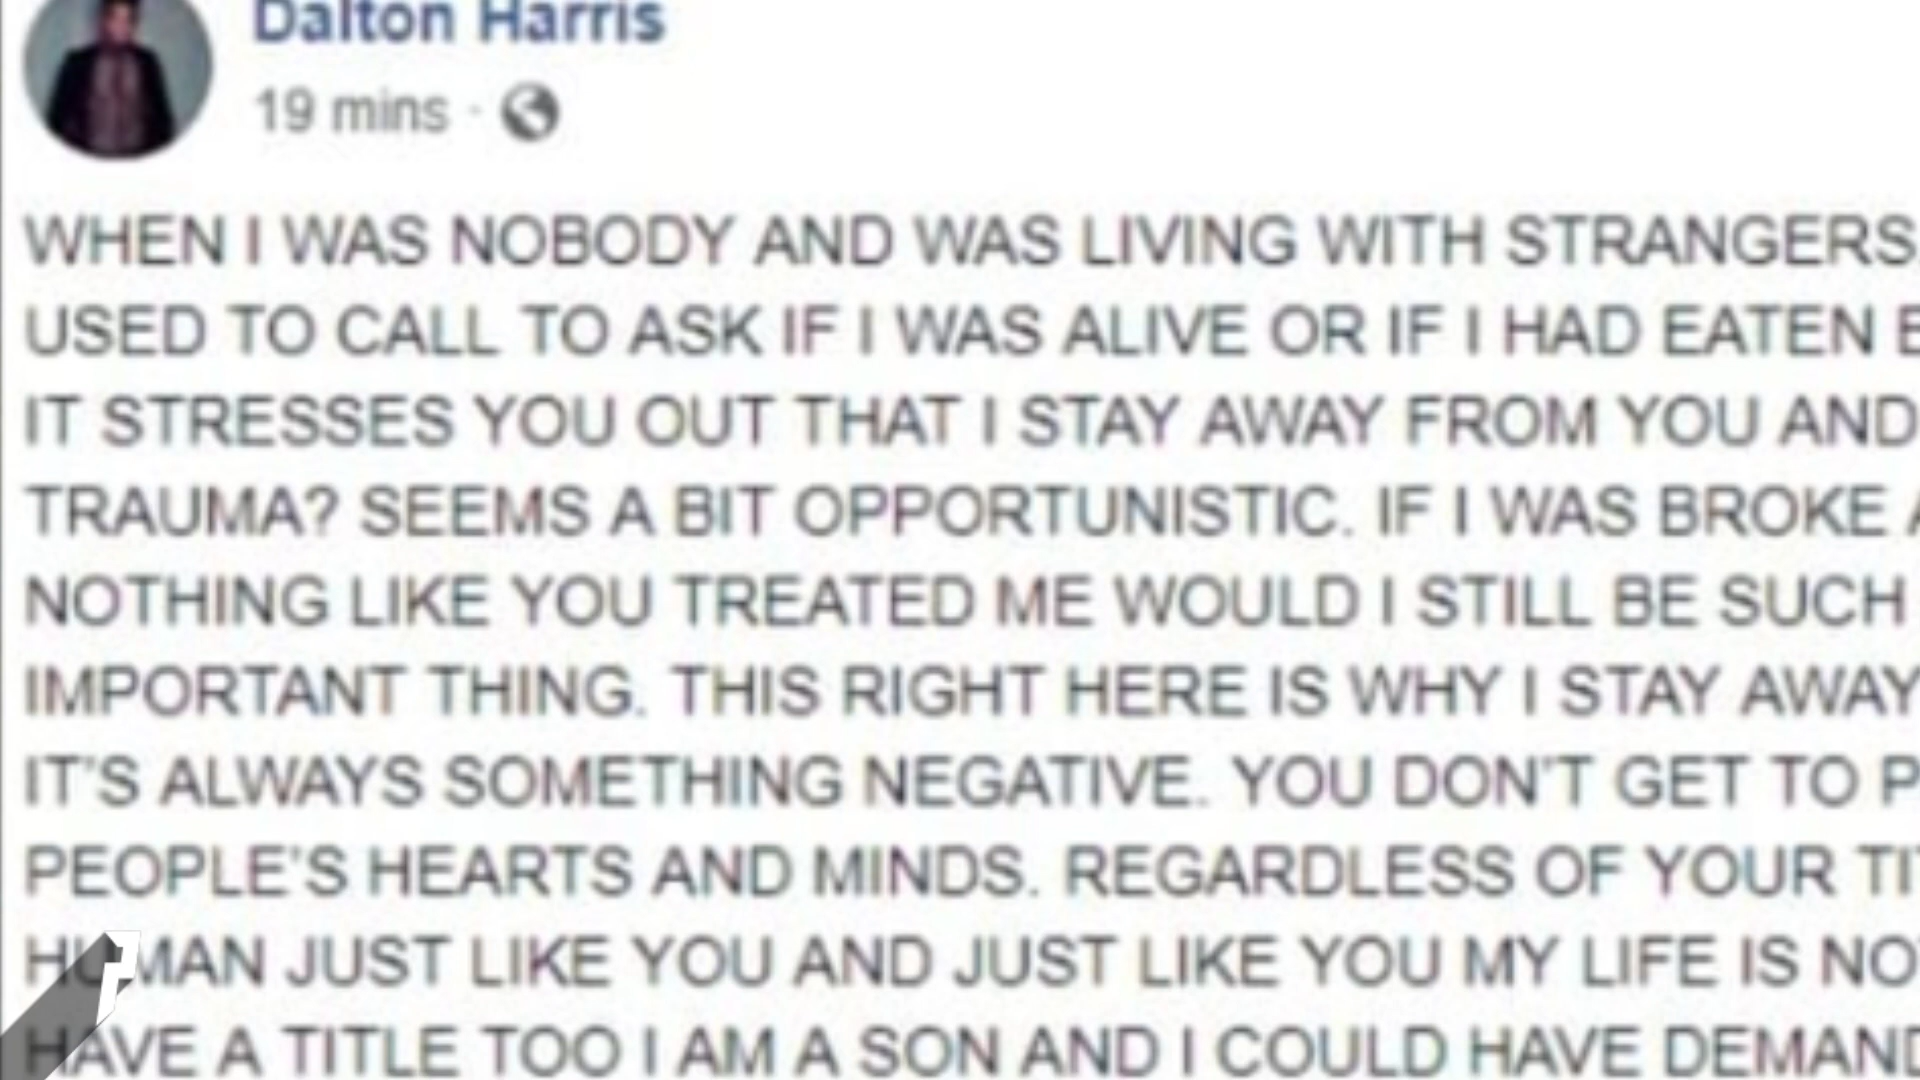 Dalton Harris
19 mins ·
WHEN I WAS NOBODY AND WAS LIVING WITH STRANGERS
USED TO CALL TO ASK IF I WAS ALIVE OR IF I HAD EATEN
IT STRESSES YOU OUT THAT I STAY AWAY FROM YOU AND
TRAUMA? SEEMS A BIT OPPORTUNISTIC. IF I WAS BROKE
NOTHING LIKE YOU TREATED ME WOULD I STILL BE SUCH
IMPORTANT THING. THIS RIGHT HERE IS WHY I STAY AWAY
IT'S ALWAYS SOMETHING NEGATIVE. YOU DON'T GET TO
PEOPLE'S HEARTS AND MINDS. REGARDLESS OF YOUR
HUMAN JUST LIKE YOU AND JUST LIKE YOU MY LIFE IS
HAVE A TITLE TOO I AM A SON AND I COULD HAVE